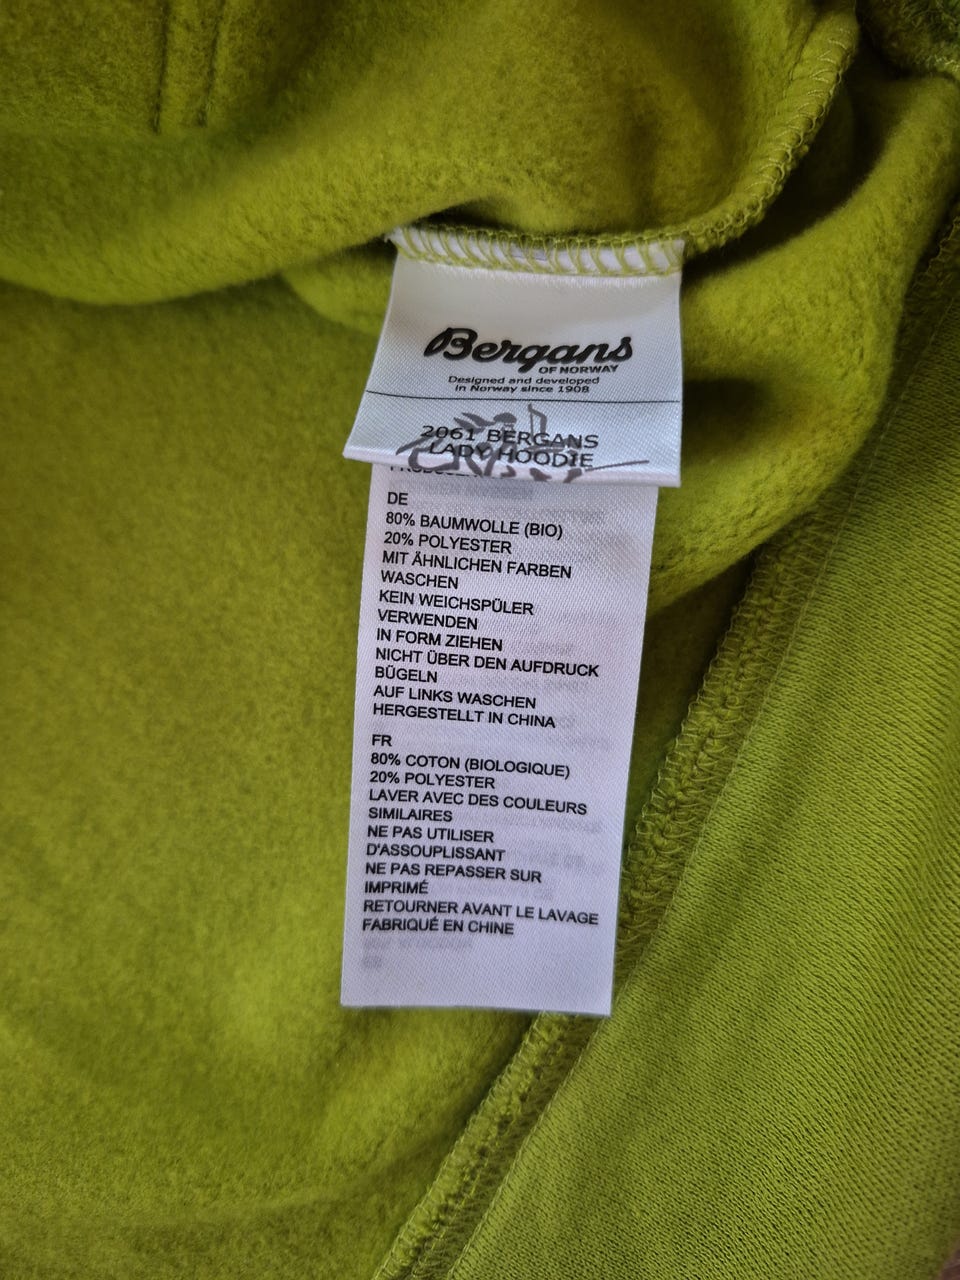 Bergans
OF NORWAY
Designed and developed
in Norway since 1908
2061 BERGANS
LADY HOODIE
DE
80% BAUMWOLLE (BIO)
20% POLYESTER
MIT ÄHNLICHEN FARBEN
WASCHEN
KEIN WEICHSPÜLER
VERWENDEN
IN FORM ZIEHEN
NICHT ÜBER DEN AUFDRUCK
BÜGELN
AUF LINKS WASCHEN
HERGESTELLT IN CHINA
FR
80% COTON (BIOLOGIQUE)
20% POLYESTER
LAVER AVEC DES COULEURS
SIMILAIRES
NE PAS UTILISER
D'ASSOUPLISSANT
NE PAS REPASSER SUR
IMPRIMÉ
RETOURNER AVANT LE LAVAGE
FABRIQUÉ EN CHINE